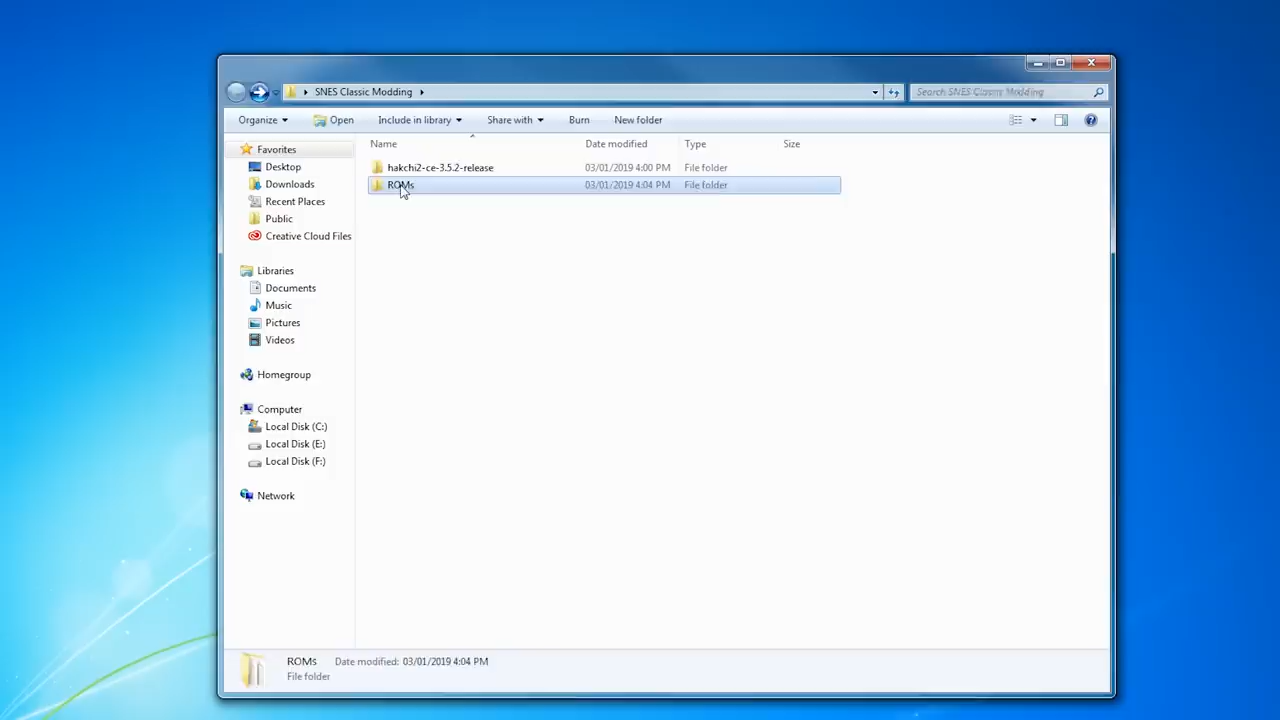 SNES Classic Modding
Search SNES Classic Modding
Organize Open Include in library Share with Burn New folder
Name Date modified Type Size
hakchi2-ce-3.5.2-release 03/01/2019 4:00 PM File folder
ROMs 03/01/2019 4:04 PM File folder
Favorites
Desktop
Downloads
Recent Places
Public
Creative Cloud Files
Libraries
Documents
Music
Pictures
Videos
Homegroup
Computer
Local Disk (C:)
Local Disk (E:)
Local Disk (F:)
Network
ROMs Date modified: 03/01/2019 4:04 PM
File folder